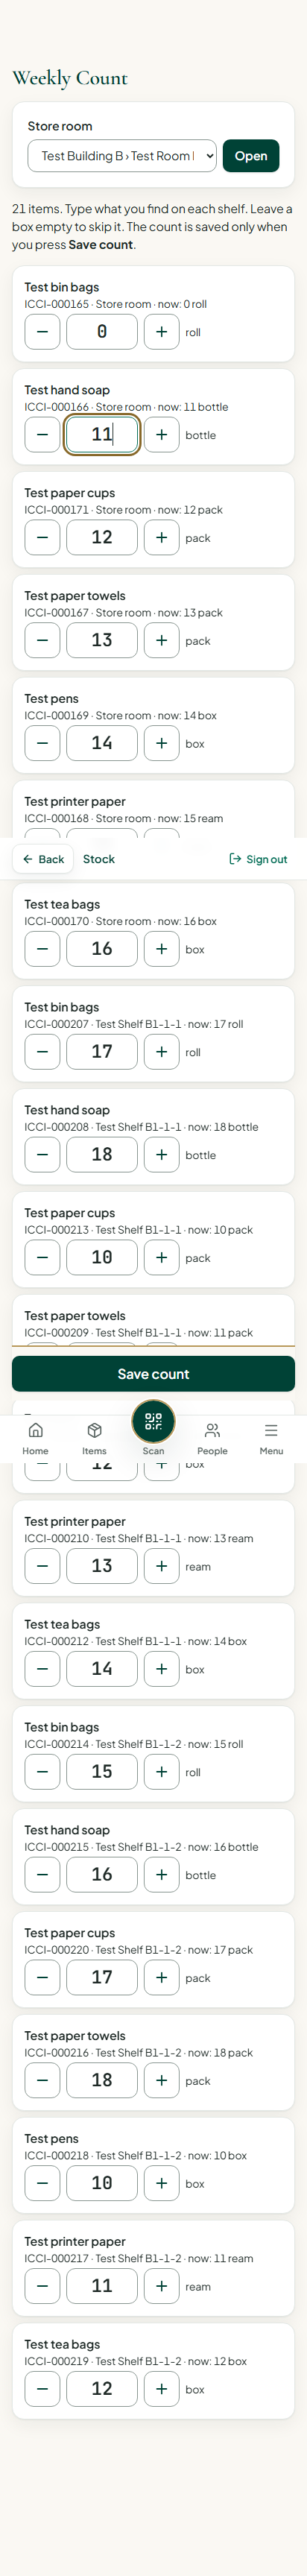 Weekly Count
Store room
Test Building B › Test Room
Open
21 items. Type what you find on each shelf. Leave a
box empty to skip it. The count is saved only when
you press Save count.
Test bin bags
ICCI-000165 · Store room · now: 0 roll
− 0 + roll
Test hand soap
ICCI-000166 · Store room · now: 11 bottle
− 11 + bottle
Test paper cups
ICCI-000171 · Store room · now: 12 pack
− 12 + pack
Test paper towels
ICCI-000167 · Store room · now: 13 pack
− 13 + pack
Test pens
ICCI-000169 · Store room · now: 14 box
− 14 + box
Test printer paper
ICCI-000168 · Store room · now: 15 ream
Back
Stock
Sign out
Test tea bags
ICCI-000170 · Store room · now: 16 box
− 16 + box
Test bin bags
ICCI-000207 · Test Shelf B1-1-1 · now: 17 roll
− 17 + roll
Test hand soap
ICCI-000208 · Test Shelf B1-1-1 · now: 18 bottle
− 18 + bottle
Test paper cups
ICCI-000213 · Test Shelf B1-1-1 · now: 10 pack
− 10 + pack
Test paper towels
ICCI-000209 · Test Shelf B1-1-1 · now: 11 pack
Save count
Home
Items
Scan
People
Menu
12 box
Test printer paper
ICCI-000210 · Test Shelf B1-1-1 · now: 13 ream
− 13 + ream
Test tea bags
ICCI-000212 · Test Shelf B1-1-1 · now: 14 box
− 14 + box
Test bin bags
ICCI-000214 · Test Shelf B1-1-2 · now: 15 roll
− 15 + roll
Test hand soap
ICCI-000215 · Test Shelf B1-1-2 · now: 16 bottle
− 16 + bottle
Test paper cups
ICCI-000220 · Test Shelf B1-1-2 · now: 17 pack
− 17 + pack
Test paper towels
ICCI-000216 · Test Shelf B1-1-2 · now: 18 pack
− 18 + pack
Test pens
ICCI-000218 · Test Shelf B1-1-2 · now: 10 box
− 10 + box
Test printer paper
ICCI-000217 · Test Shelf B1-1-2 · now: 11 ream
− 11 + ream
Test tea bags
ICCI-000219 · Test Shelf B1-1-2 · now: 12 box
− 12 + box